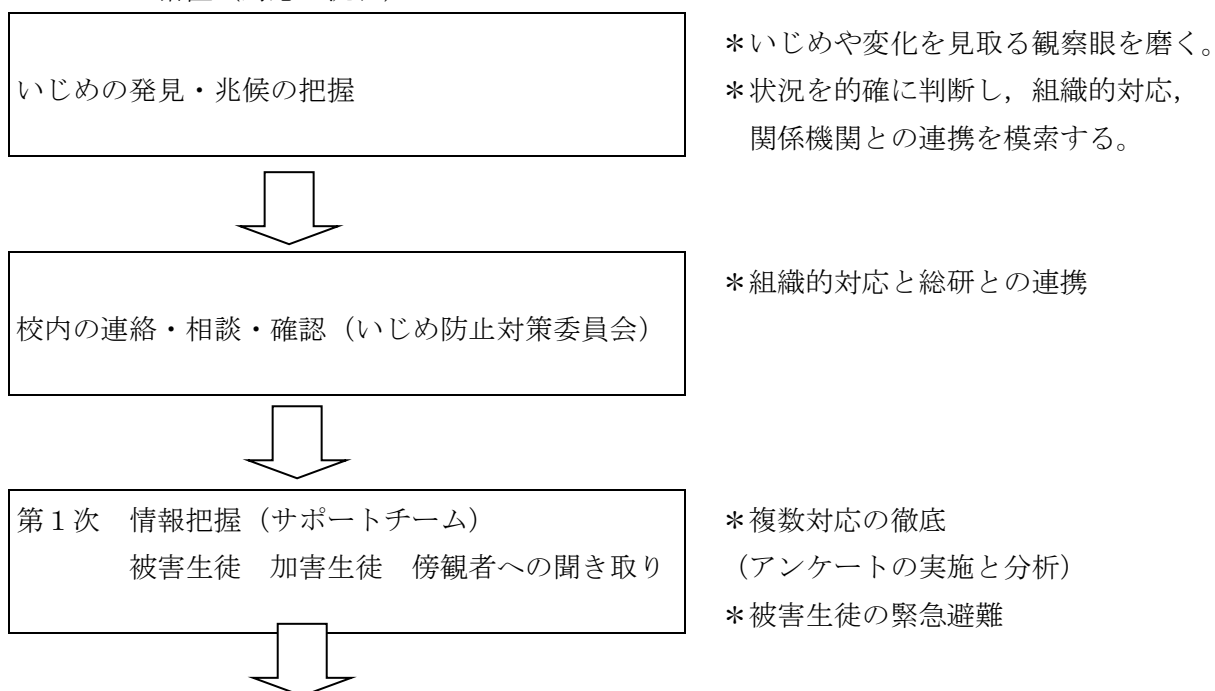 いじめの発見・兆候の把握
＊いじめや変化を見取る観察眼を磨く。
＊状況を的確に判断し，組織的対応，
関係機関との連携を模索する。
校内の連絡・相談・確認（いじめ防止対策委員会）
＊組織的対応と総研との連携
第１次　情報把握（サポートチーム）
被害生徒　加害生徒　傍観者への聞き取り
＊複数対応の徹底
（アンケートの実施と分析）
＊被害生徒の緊急避難